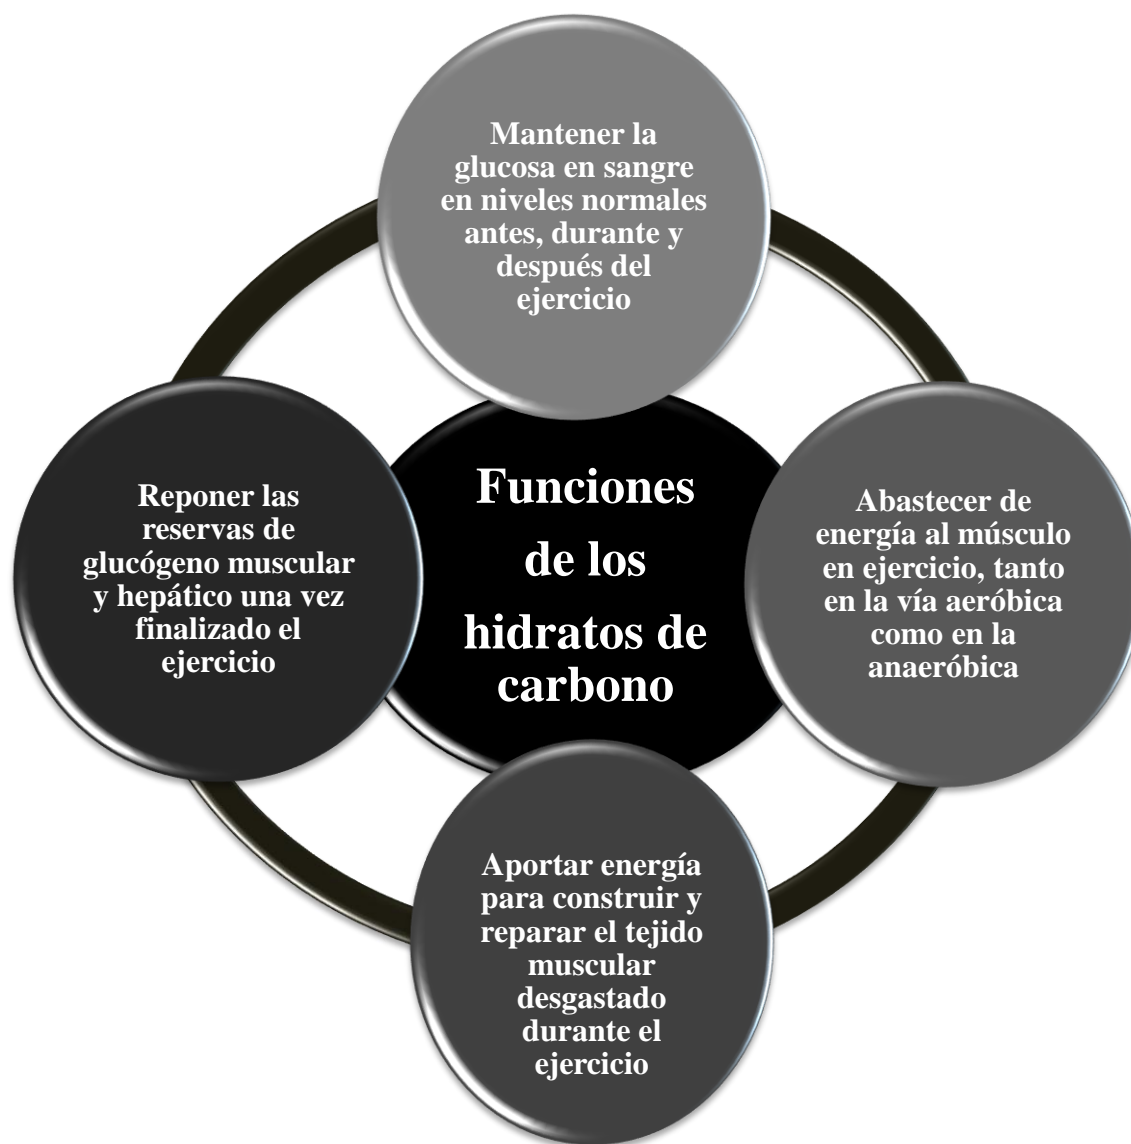 Mantener la
glucosa en sangre
en niveles normales
antes, durante y
después del
ejercicio
Funciones
de los
hidratos de
carbono
Abastecer de
energía al músculo
en ejercicio, tanto
en la vía aeróbica
como en la
anaeróbica
Aportar energía
para construir y
reparar el tejido
muscular
desgastado
durante el
ejercicio
Reponer las
reservas de
glucógeno muscular
y hepático una vez
finalizado el
ejercicio